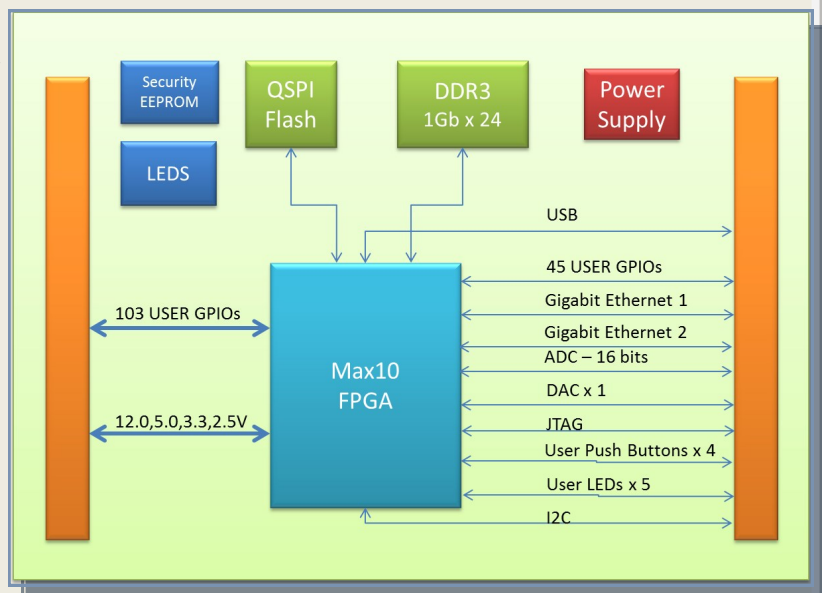 Security
EEPROM
QSPI
Flash
DDR3
1Gb x 24
Power
Supply
LEDS
USB
45 USER GPIOs
Gigabit Ethernet 1
103 USER GPIOs
Gigabit Ethernet 2
ADC – 16 bits
Max10
FPGA
DAC x 1
12.0,5.0,3.3,2.5V
JTAG
User Push Buttons x 4
User LEDs x 5
I2C